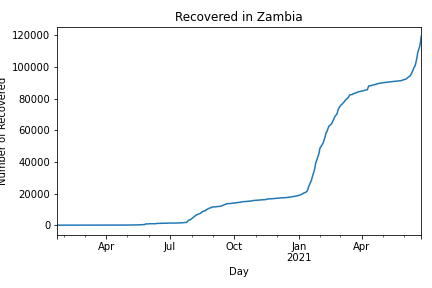 Recovered in Zambia
120000
100000
80000
60000
40000
20000
0
Number of Recovered
Apr Jul Oct Jan Apr
2021
Day